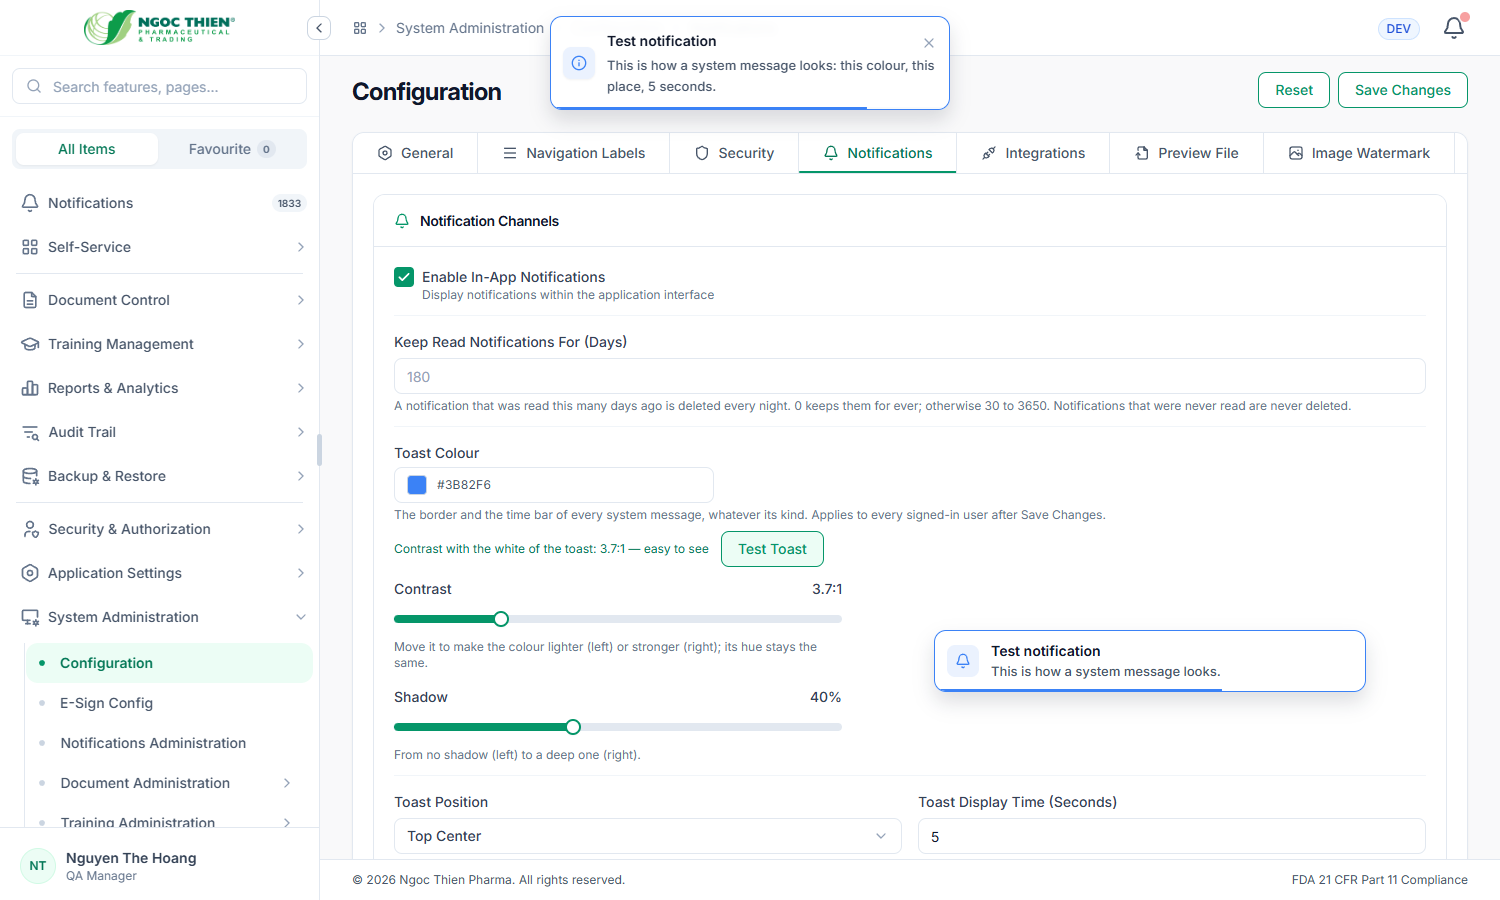 NGOC THIEN®
PHARMACEUTICAL
& TRADING
Search features, pages...
All Items
Favourite 0
Notifications 1833
Self-Service
Document Control
Training Management
Reports & Analytics
Audit Trail
Backup & Restore
Security & Authorization
Application Settings
System Administration
Configuration
E-Sign Config
Notifications Administration
Document Administration
Training Administration
NT
Nguyen The Hoang
QA Manager
System Administration
DEV
Test notification
This is how a system message looks: this colour, this
place, 5 seconds.
Configuration
Reset
Save Changes
General
Navigation Labels
Security
Notifications
Integrations
Preview File
Image Watermark
Notification Channels
Enable In-App Notifications
Display notifications within the application interface
Keep Read Notifications For (Days)
180
A notification that was read this many days ago is deleted every night. 0 keeps them for ever; otherwise 30 to 3650. Notifications that were never read are never deleted.
Toast Colour
#3B82F6
The border and the time bar of every system message, whatever its kind. Applies to every signed-in user after Save Changes.
Contrast with the white of the toast: 3.7:1 — easy to see
Test Toast
Contrast 3.7:1
Move it to make the colour lighter (left) or stronger (right); its hue stays the
same.
Shadow 40%
From no shadow (left) to a deep one (right).
Test notification
This is how a system message looks.
Toast Position
Top Center
Toast Display Time (Seconds)
5
© 2026 Ngoc Thien Pharma. All rights reserved.
FDA 21 CFR Part 11 Compliance